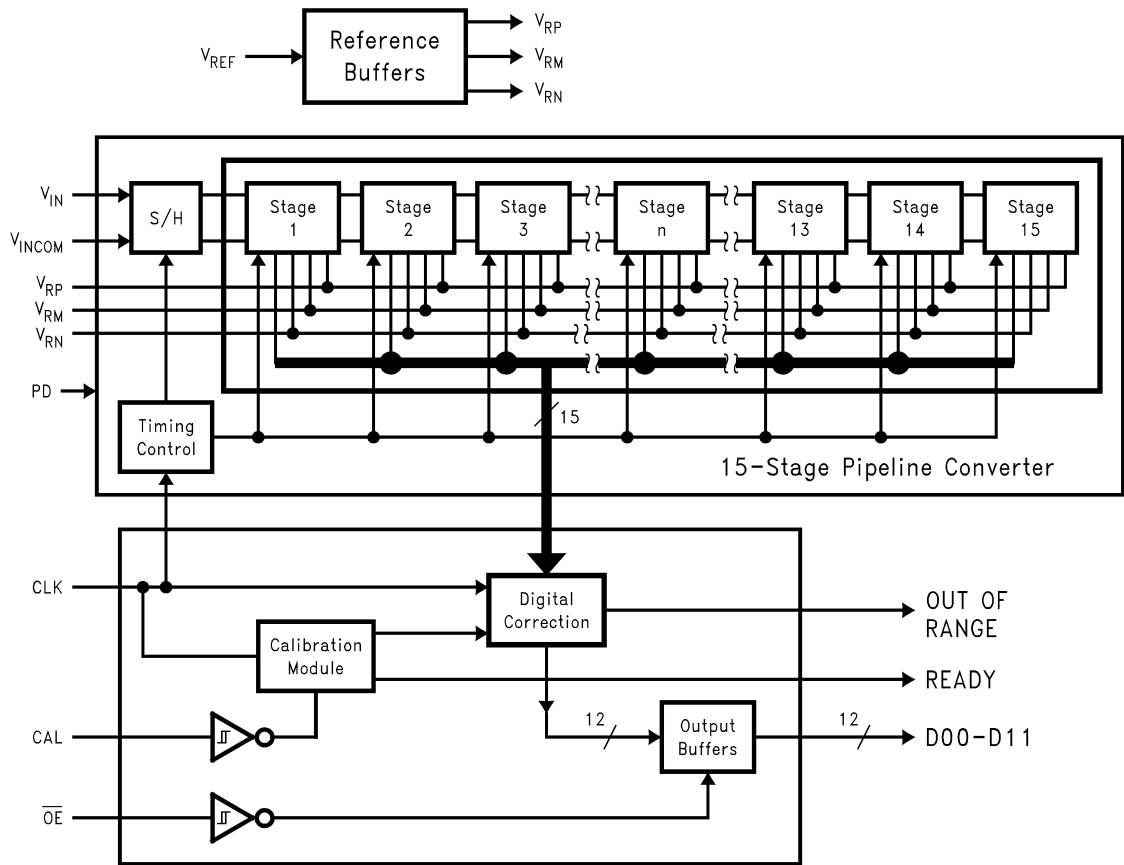 V_REF
Reference
Buffers
V_RP
V_RM
V_RN
V_IN
V_INCOM
V_RP
V_RM
V_RN
PD
S/H
Stage
1
Stage
2
Stage
3
Stage
n
Stage
13
Stage
14
Stage
15
Timing
Control
15
15-Stage Pipeline Converter
CLK
Digital
Correction
OUT OF
RANGE
Calibration
Module
READY
CAL
12
Output
Buffers
12
D00-D11
O̅E̅